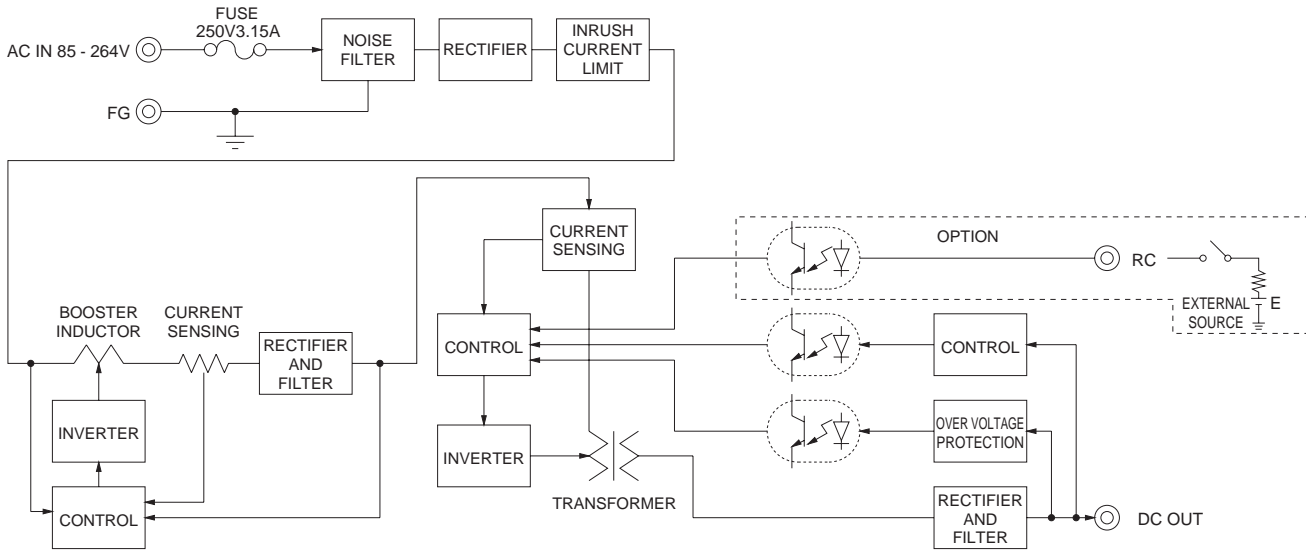 FUSE
250V3.15A
AC IN 85 - 264V
NOISE
FILTER
RECTIFIER
INRUSH
CURRENT
LIMIT
FG
CURRENT
SENSING
OPTION
RC
EXTERNAL
SOURCE
E
BOOSTER
INDUCTOR
CURRENT
SENSING
RECTIFIER
AND
FILTER
CONTROL
CONTROL
INVERTER
INVERTER
OVER VOLTAGE
PROTECTION
TRANSFORMER
CONTROL
RECTIFIER
AND
FILTER
DC OUT